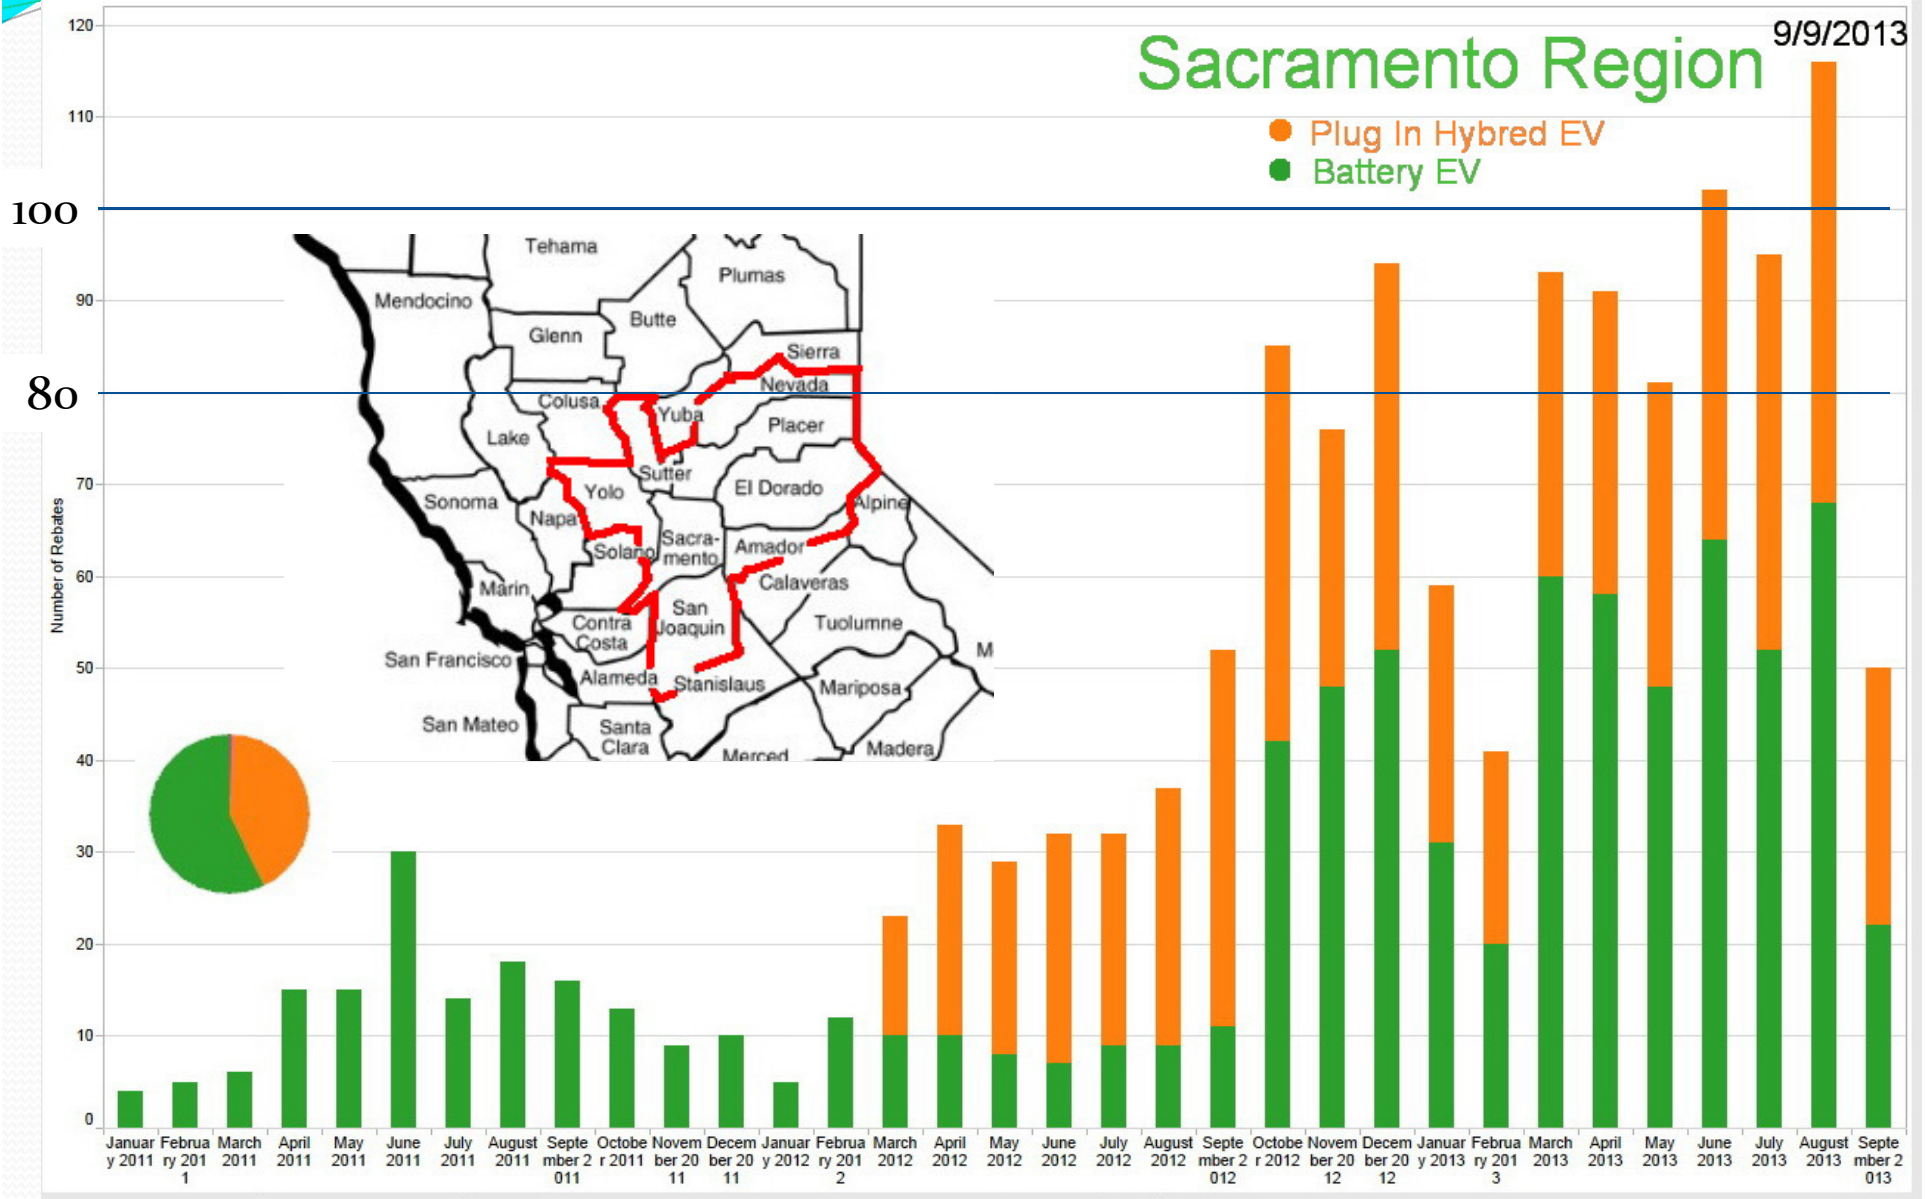 9/9/2013
Sacramento Region
Plug In Hybred EV
Battery EV
Number of Rebates
120
110
100
90
80
70
60
50
40
30
20
10
0
Tehama
Plumas
Mendocino
Butte
Glenn
Sierra
Nevada
Colusa
Yuba
Placer
Lake
Sutter
El Dorado
Yolo
Sonoma
Alpine
Napa
Sacra-
mento
Solano
Amador
Calaveras
Marin
San
Joaquin
Contra
Costa
Tuolumne
M
San Francisco
Alameda
Stanislaus
Mariposa
San Mateo
Santa
Clara
Merced
Madera
Januar
y 2011
Februa
ry 201
1
March
2011
April
2011
May
2011
June
2011
July
2011
August
2011
Septe
mber 2
011
Octobe
r 2011
Novem
ber 20
11
Decem
ber 20
11
Januar
y 2012
Februa
ry 201
2
March
2012
April
2012
May
2012
June
2012
July
2012
August
2012
Septe
mber 2
012
Octobe
r 2012
Novem
ber 20
12
Decem
ber 20
12
Januar
y 2013
Februa
ry 201
3
March
2013
April
2013
May
2013
June
2013
July
2013
August
2013
Septe
mber 2
013